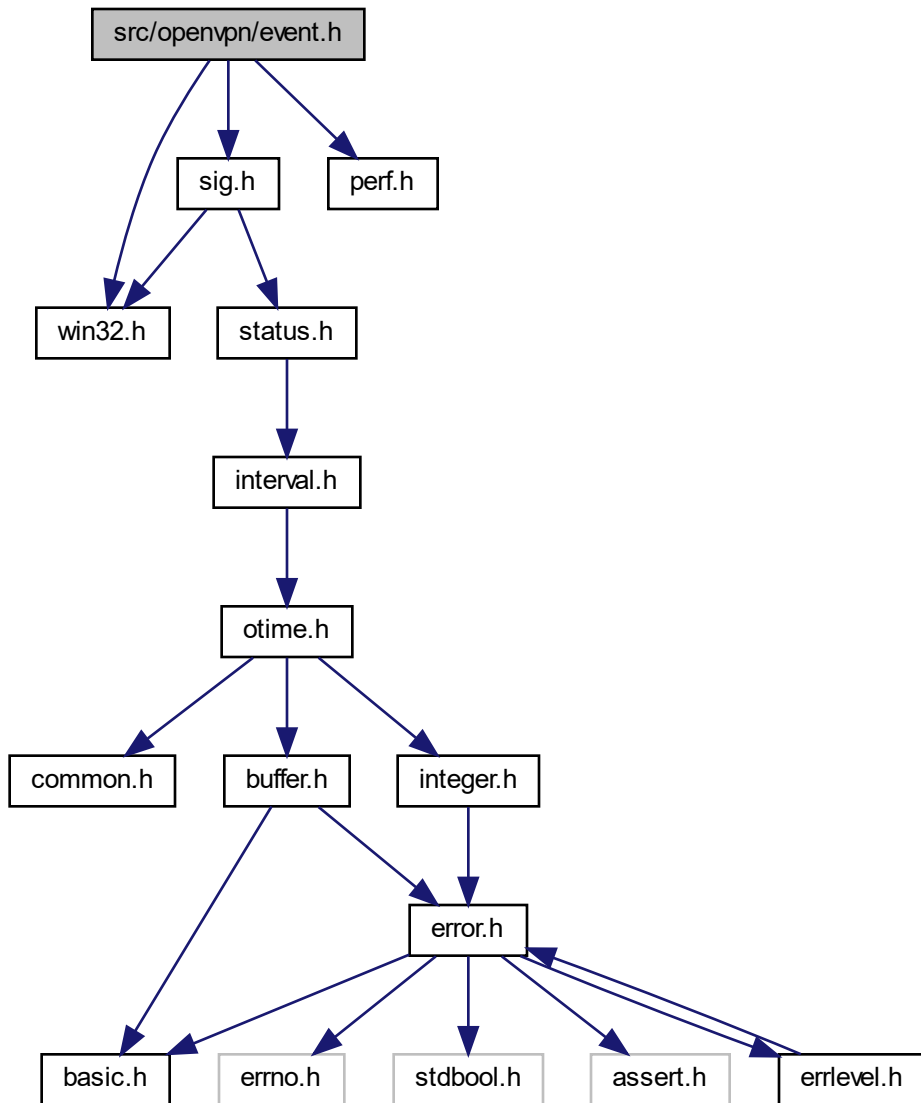 src/openvpn/event.h
sig.h
perf.h
win32.h
status.h
interval.h
otime.h
common.h
buffer.h
integer.h
error.h
basic.h
errno.h
stdbool.h
assert.h
errlevel.h